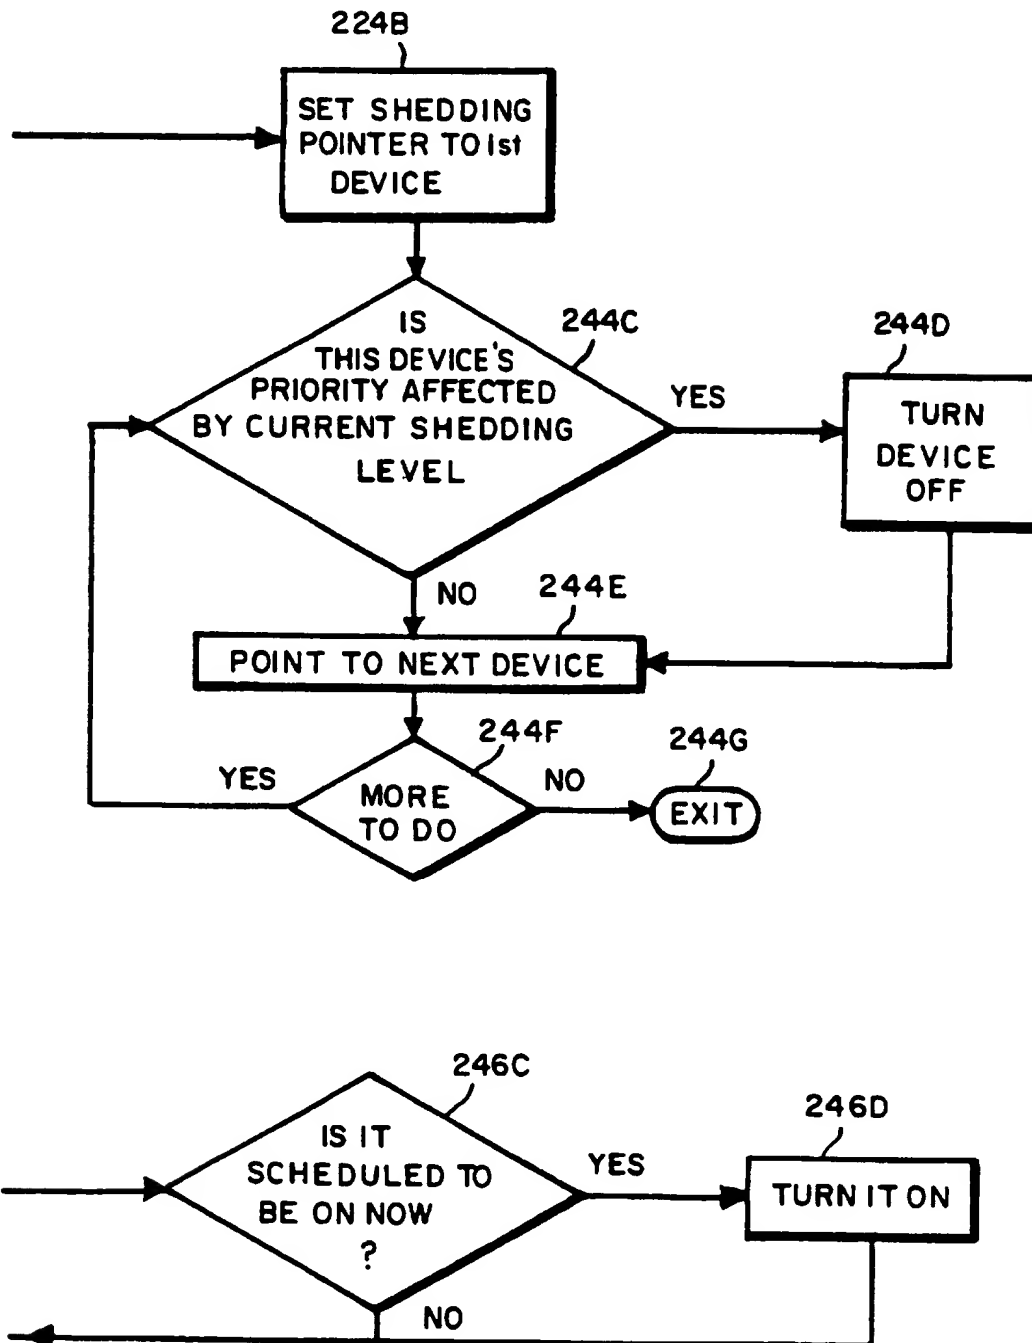 224B
SET SHEDDING
POINTER TO 1st
DEVICE
IS
THIS DEVICE'S
PRIORITY AFFECTED
BY CURRENT SHEDDING
LEVEL
244C
YES
244D
TURN
DEVICE
OFF
NO
244E
POINT TO NEXT DEVICE
244F
YES
MORE
TO DO
NO
244G
EXIT
246C
IS IT
SCHEDULED TO
BE ON NOW
?
YES
246D
TURN IT ON
NO